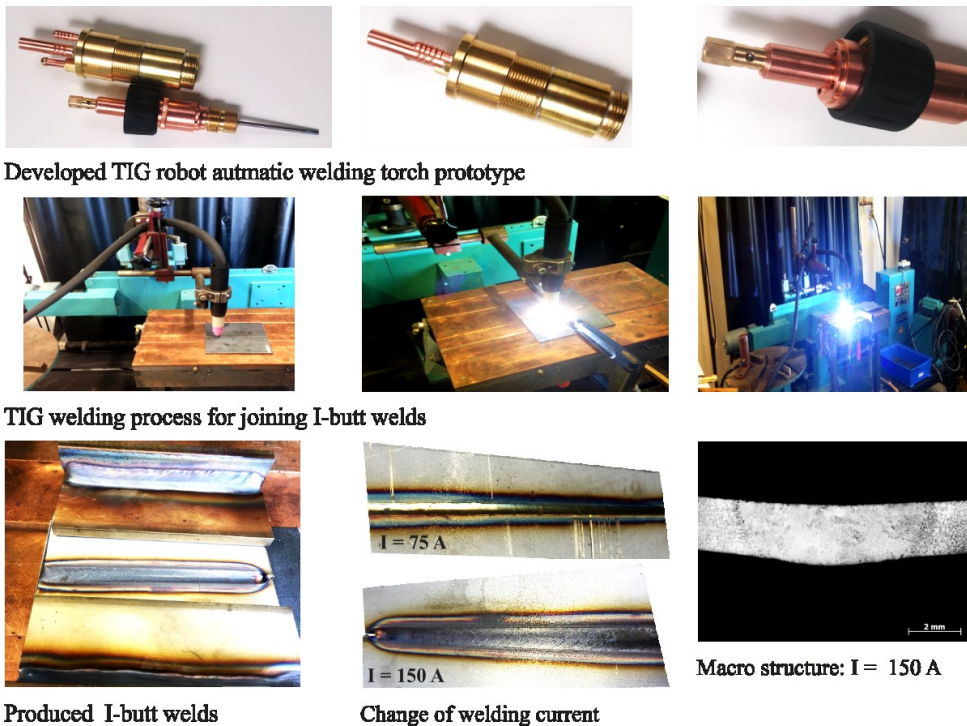 Developed TIG robot autmatic welding torch prototype
TIG welding process for joining I-butt welds
I = 75 A
I = 150 A
2 mm
Macro structure: I = 150 A
Produced I-butt welds
Change of welding current